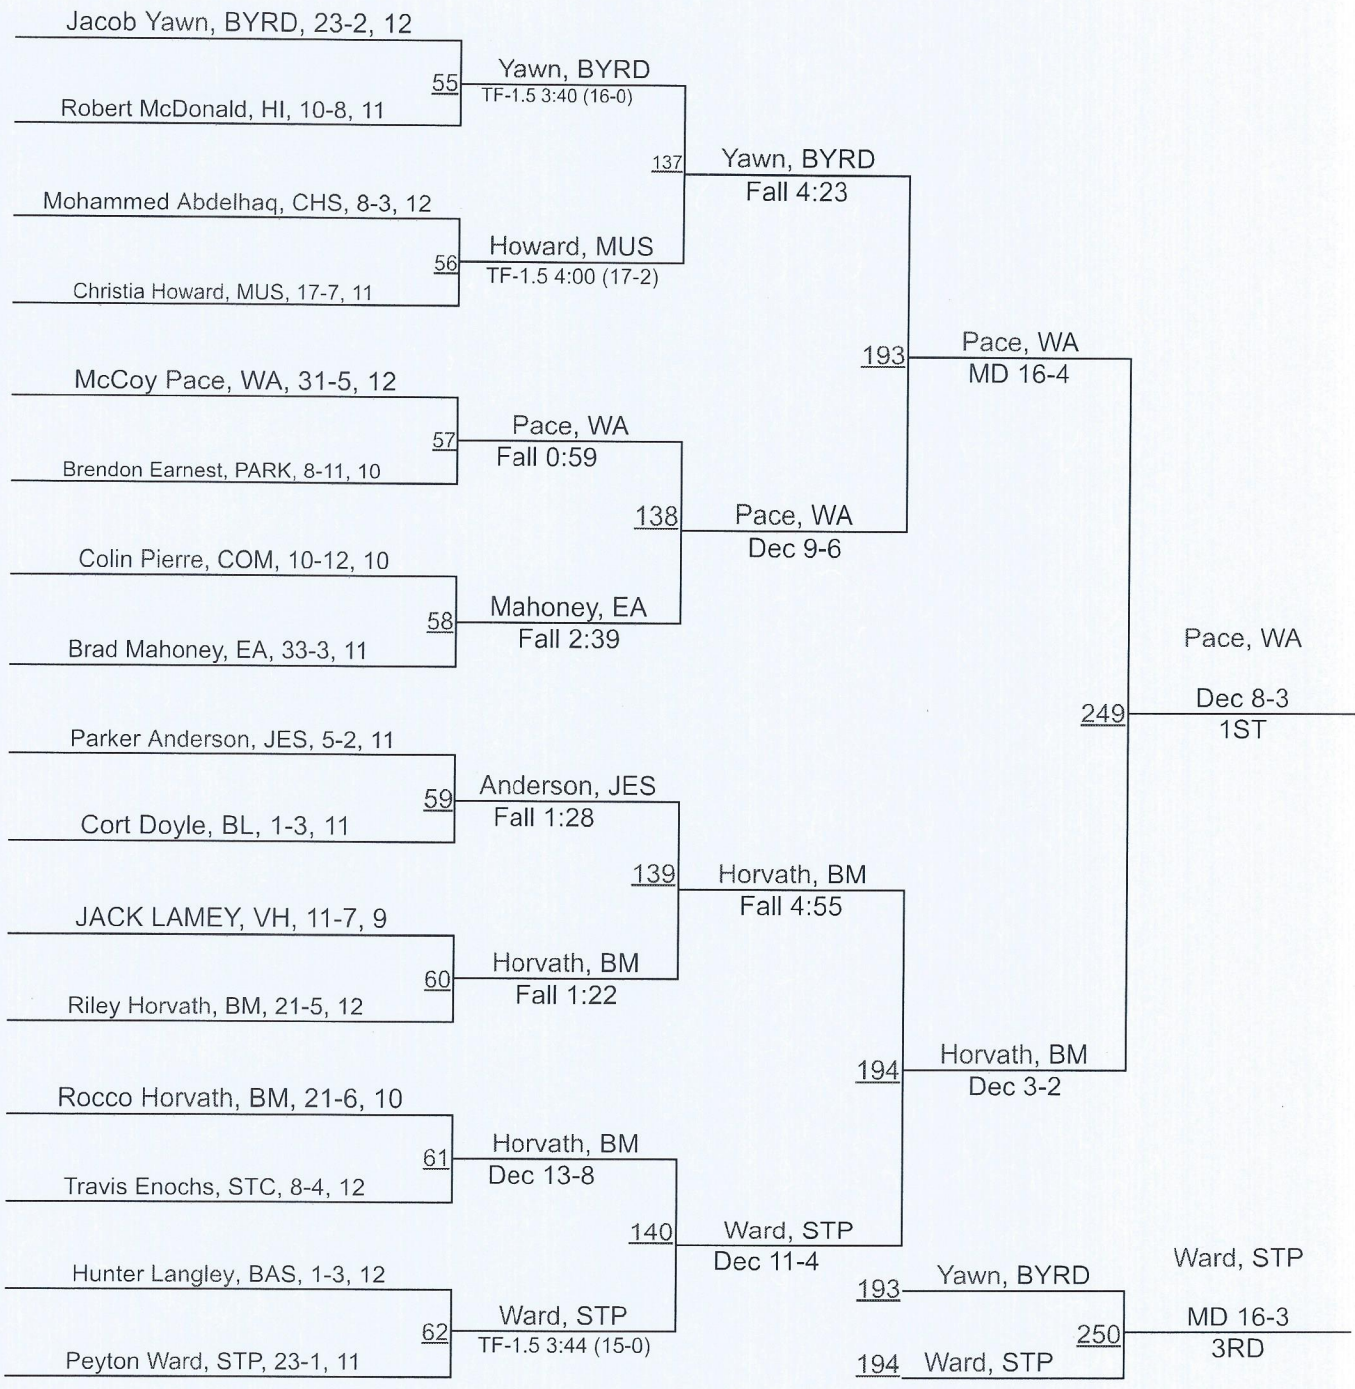 Jacob Yawn, BYRD, 23-2, 12
55
Yawn, BYRD
TF-1.5 3:40 (16-0)
Robert McDonald, HI, 10-8, 11
137
Yawn, BYRD
Fall 4:23
Mohammed Abdelhaq, CHS, 8-3, 12
56
Howard, MUS
TF-1.5 4:00 (17-2)
Christia Howard, MUS, 17-7, 11
193
Pace, WA
MD 16-4
McCoy Pace, WA, 31-5, 12
57
Pace, WA
Fall 0:59
Brendon Earnest, PARK, 8-11, 10
138
Pace, WA
Dec 9-6
Colin Pierre, COM, 10-12, 10
58
Mahoney, EA
Fall 2:39
Brad Mahoney, EA, 33-3, 11
Pace, WA
249
Dec 8-3
1ST
Parker Anderson, JES, 5-2, 11
59
Anderson, JES
Fall 1:28
Cort Doyle, BL, 1-3, 11
139
Horvath, BM
Fall 4:55
JACK LAMEY, VH, 11-7, 9
60
Horvath, BM
Fall 1:22
Riley Horvath, BM, 21-5, 12
194
Horvath, BM
Dec 3-2
Rocco Horvath, BM, 21-6, 10
61
Horvath, BM
Dec 13-8
Travis Enochs, STC, 8-4, 12
140
Ward, STP
Dec 11-4
Hunter Langley, BAS, 1-3, 12
62
Ward, STP
TF-1.5 3:44 (15-0)
Peyton Ward, STP, 23-1, 11
193
Yawn, BYRD
250
Ward, STP
MD 16-3
3RD
194
Ward, STP